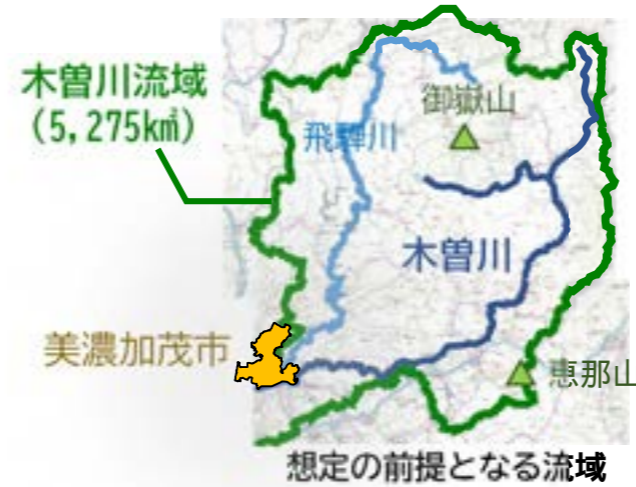 木曽川流域
(5,275k㎡)
御嶽山
飛騨川
木曽川
美濃加茂市
恵那山
想定の前提となる流域